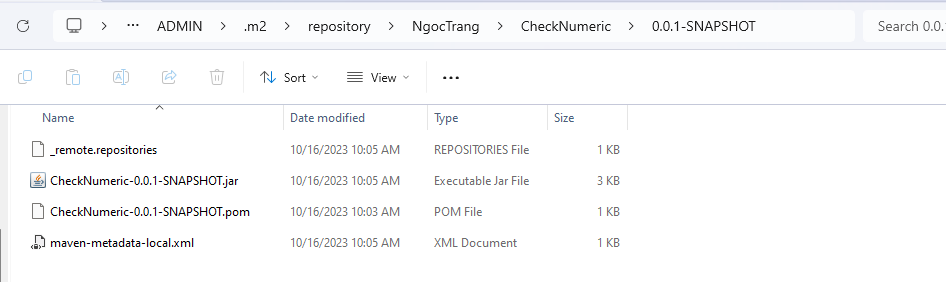 ADMIN > .m2 > repository > NgocTrang > CheckNumeric > 0.0.1-SNAPSHOT Search 0.0.
Sort View
Name Date modified Type Size
_remote.repositories 10/16/2023 10:05 AM REPOSITORIES File 1 KB
CheckNumeric-0.0.1-SNAPSHOT.jar 10/16/2023 10:05 AM Executable Jar File 3 KB
CheckNumeric-0.0.1-SNAPSHOT.pom 10/16/2023 10:03 AM POM File 1 KB
maven-metadata-local.xml 10/16/2023 10:05 AM XML Document 1 KB